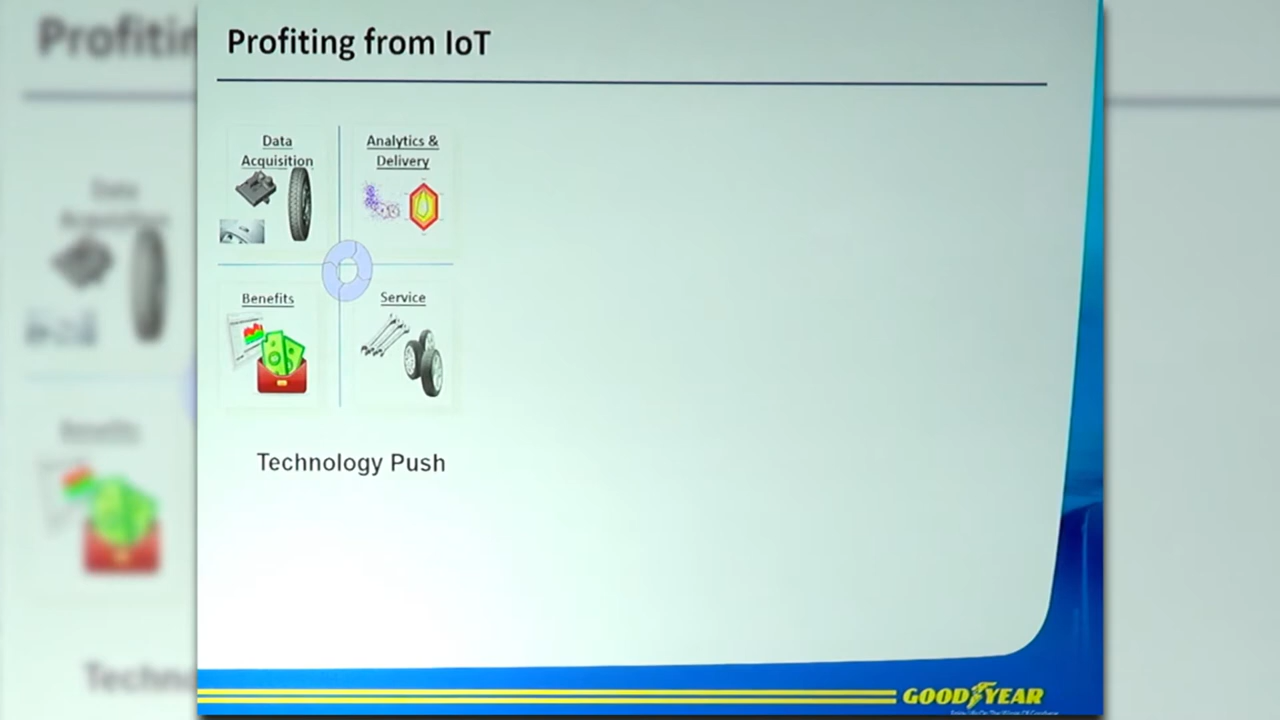 Profiting from IoT
Data
Acquisition
Analytics &
Delivery
Benefits
Service
Technology Push
GOODYEAR